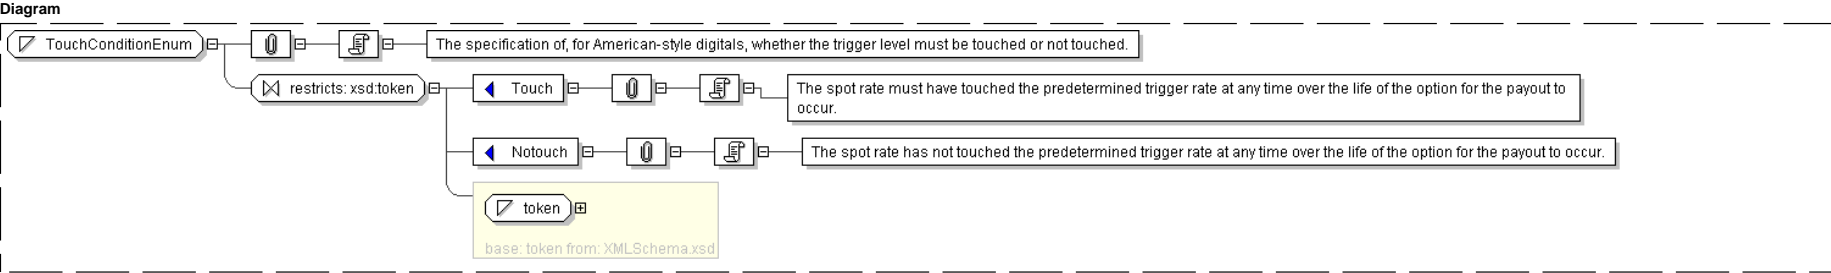 Diagram
TouchConditionEnum
The specification of, for American-style digitals, whether the trigger level must be touched or not touched.
restricts: xsd:token
Touch
The spot rate must have touched the predetermined trigger rate at any time over the life of the option for the payout to
occur.
Notouch
The spot rate has not touched the predetermined trigger rate at any time over the life of the option for the payout to occur.
token
base: token from: XMLSchema.xsd